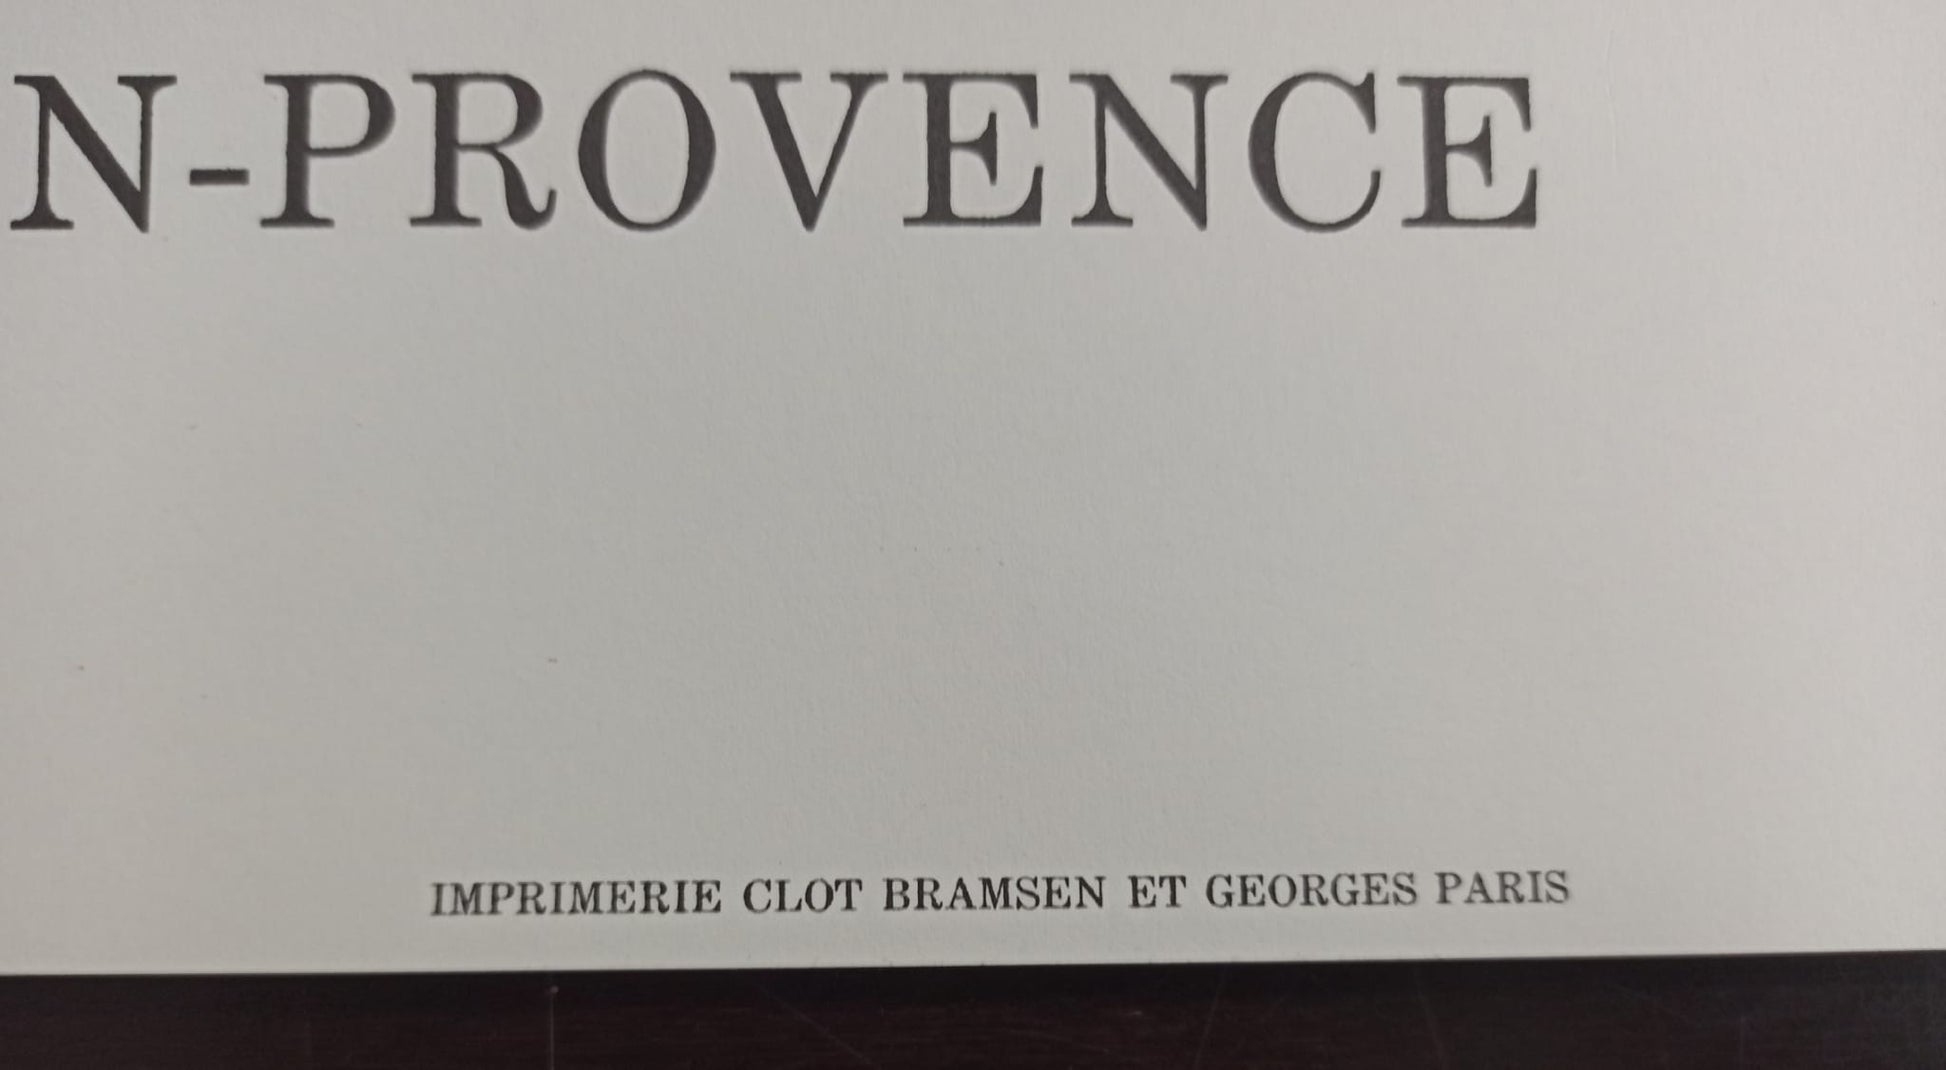 N-PROVENCE
IMPRIMERIE CLOT BRAMSEN ET GEORGES PARIS